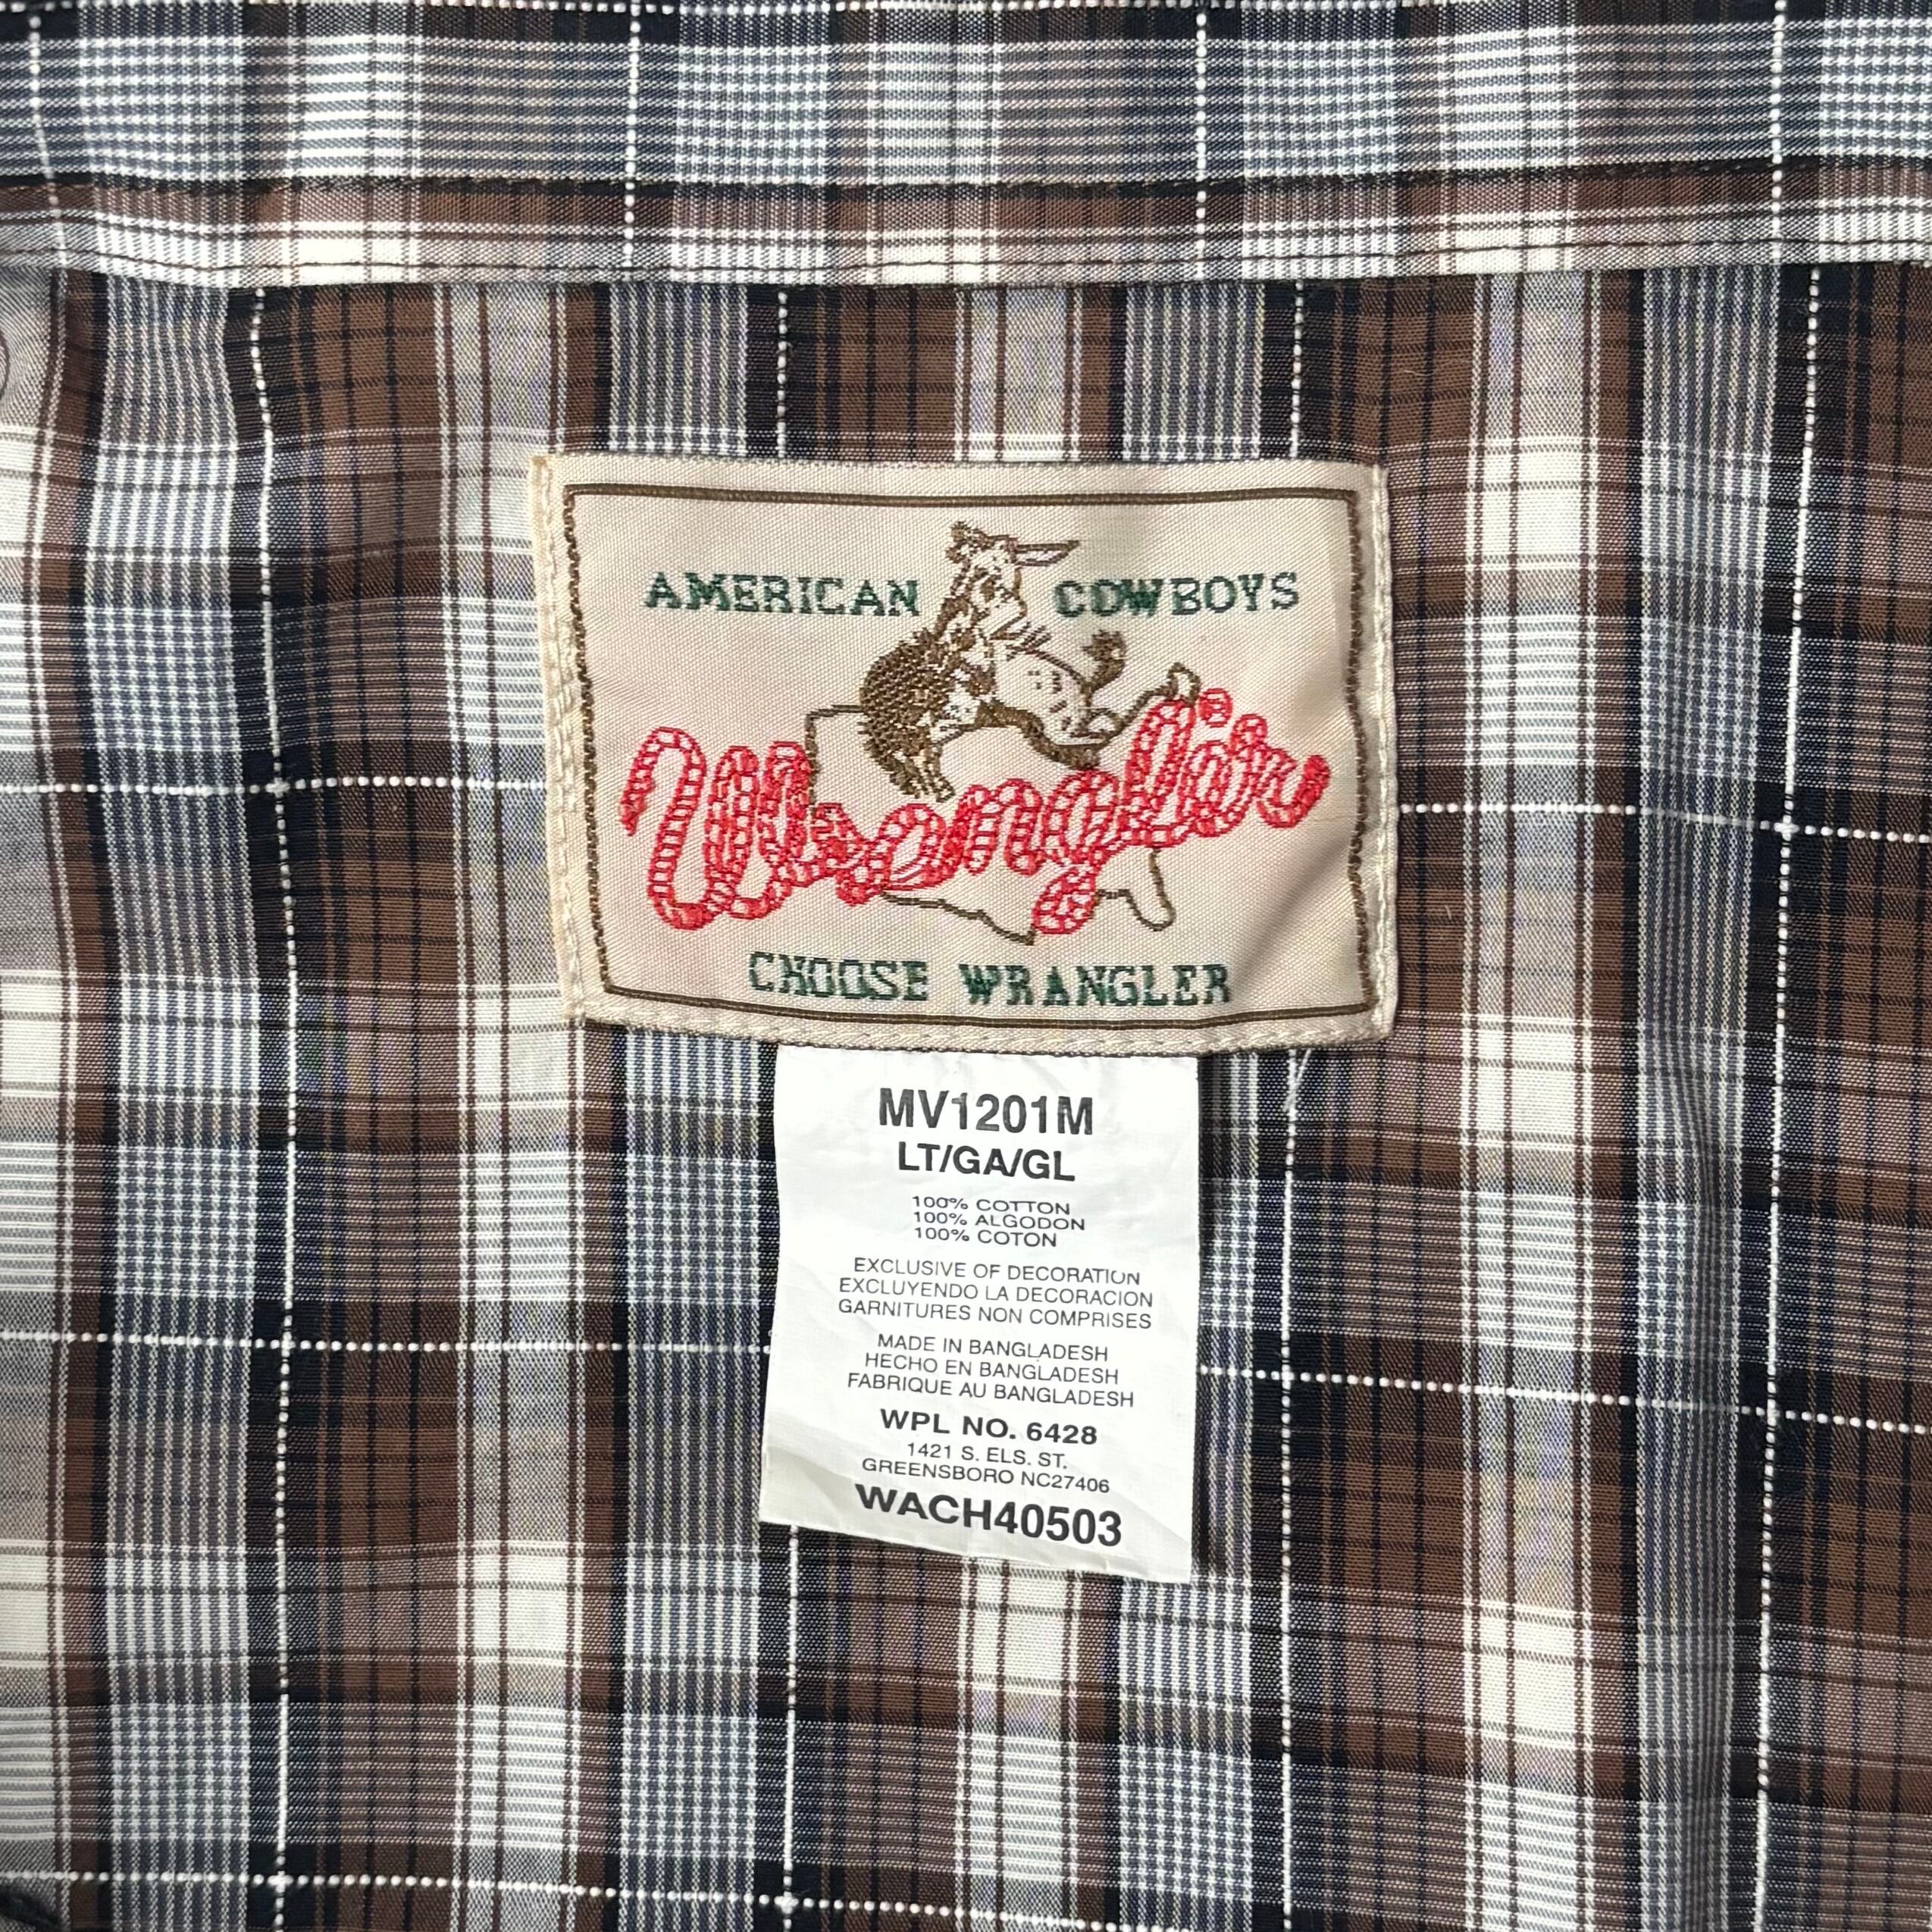 AMERICAN COWBOYS
Wrangler
CHOOSE WRANGLER
MV1201M
LT/GA/GL
100% COTTON
100% ALGODON
100% COTON
EXCLUSIVE OF DECORATION
EXCLUYENDO LA DECORACION
GARNITURES NON COMPRISES
MADE IN BANGLADESH
HECHO EN BANGLADESH
FABRIQUE AU BANGLADESH
WPL NO. 6428
1421 S. ELS. ST.
GREENSBORO NC27406
WACH40503